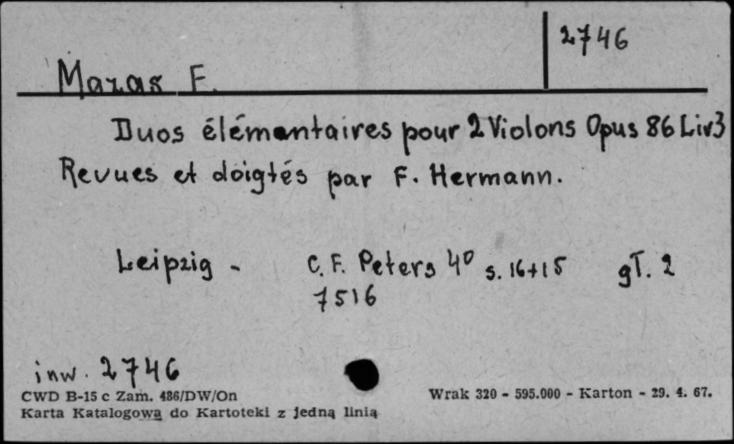 2746
Mazas F.
Duos élémentaires pour 2 Violons Opus 86 Liv3
Revues et doigtés par F. Hermann.
Leipzig - C. F. Peters 4° s. 16+15 gł. 2
7516
inw. 2746
CWD B-15 c Zam. 486/DW/On
Wrak 320 - 595.000 - Karton - 29. 4. 67.
Karta Katalogowa do Kartoteki z jedną linią